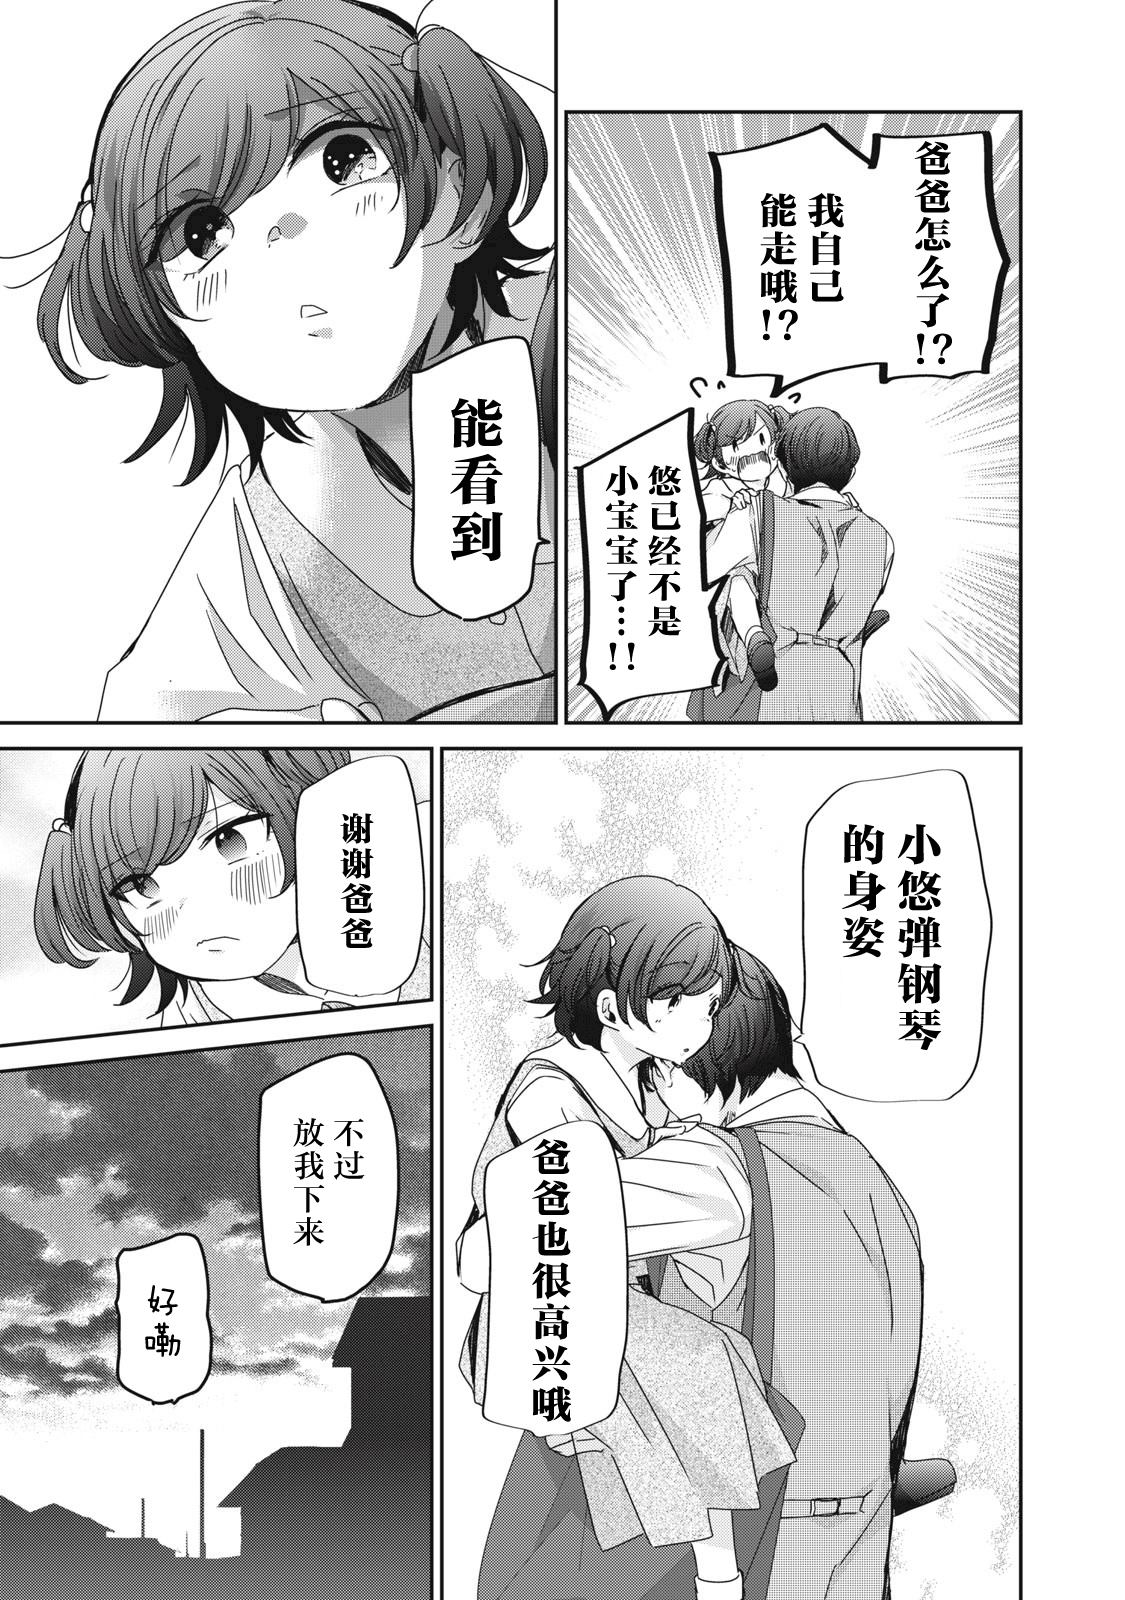 爸爸怎么了!?
我自己
能走哦!?
悠已经不是
小宝宝了…!!
能看到
小悠弹钢琴
的身姿
爸爸也很高兴哦
谢谢爸爸
不过
放我下来
好嘞